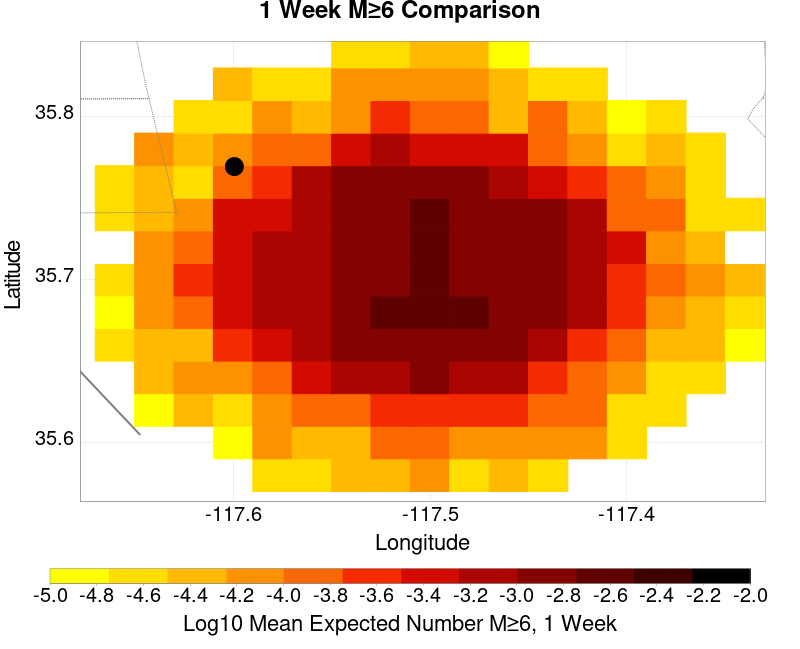 1 Week M≥6 Comparison
35.8
35.7
35.6
Latitude
-117.6 -117.5 -117.4
Longitude
-5.0 -4.8 -4.6 -4.4 -4.2 -4.0 -3.8 -3.6 -3.4 -3.2 -3.0 -2.8 -2.6 -2.4 -2.2 -2.0
Log10 Mean Expected Number M≥6, 1 Week